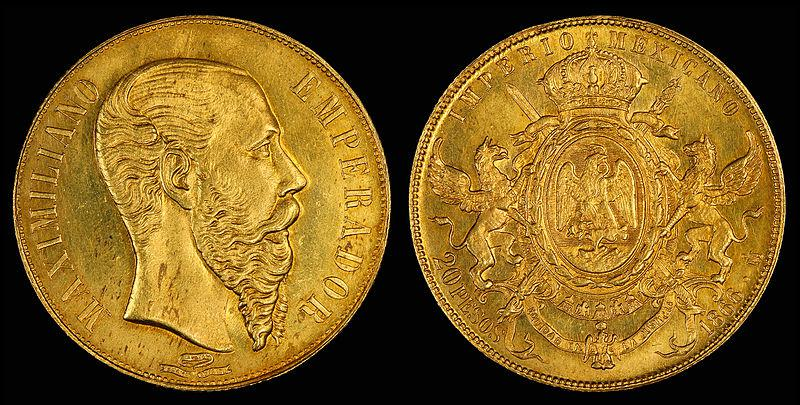 MAXIMILIANO EMPERADOR
IMPERIO MEXICANO
20 PESOS
1866
M